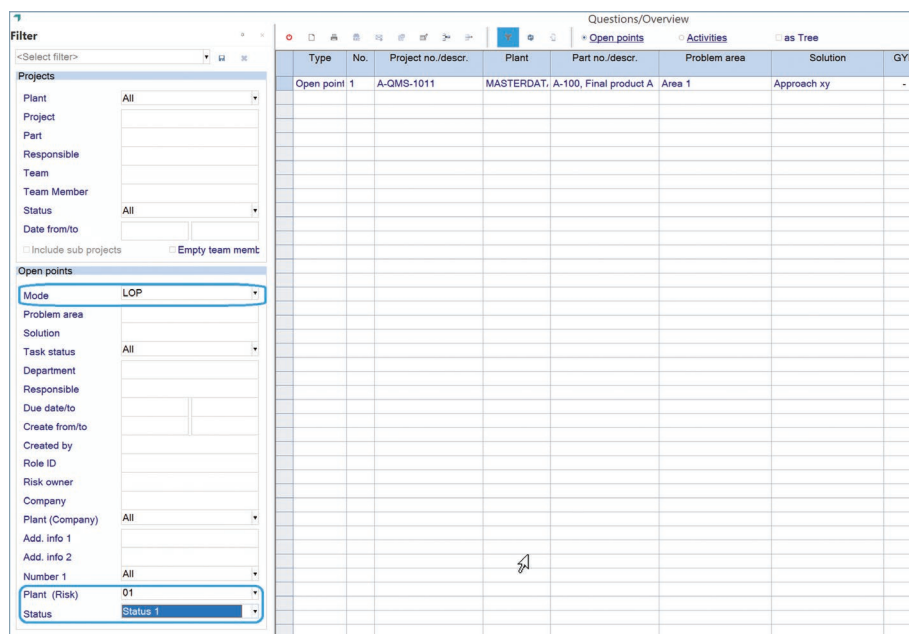 Questions/Overview
Filter
<Select filter>
Projects
Plant All
Project
Part
Responsible
Team
Team Member
Status All
Date from/to
Include sub projects Empty team memb
Open points
Mode LOP
Problem area
Solution
Task status All
Department
Responsible
Due date/to
Create from/to
Created by
Role ID
Risk owner
Company
Plant (Company) All
Add. info 1
Add. info 2
Number 1 All
Plant (Risk) 01
Status Status 1
Open points Activities as Tree
Type No. Project no./descr. Plant Part no./descr. Problem area Solution GY
Open point 1 A-QMS-1011 MASTERDAT A-100, Final product A Area 1 Approach xy -